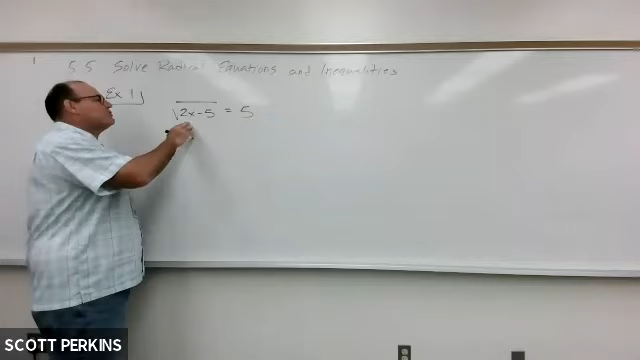 5.5 Solve Radical Equations and Inequalities
Ex 1
√2x-5 = 5
SCOTT PERKINS